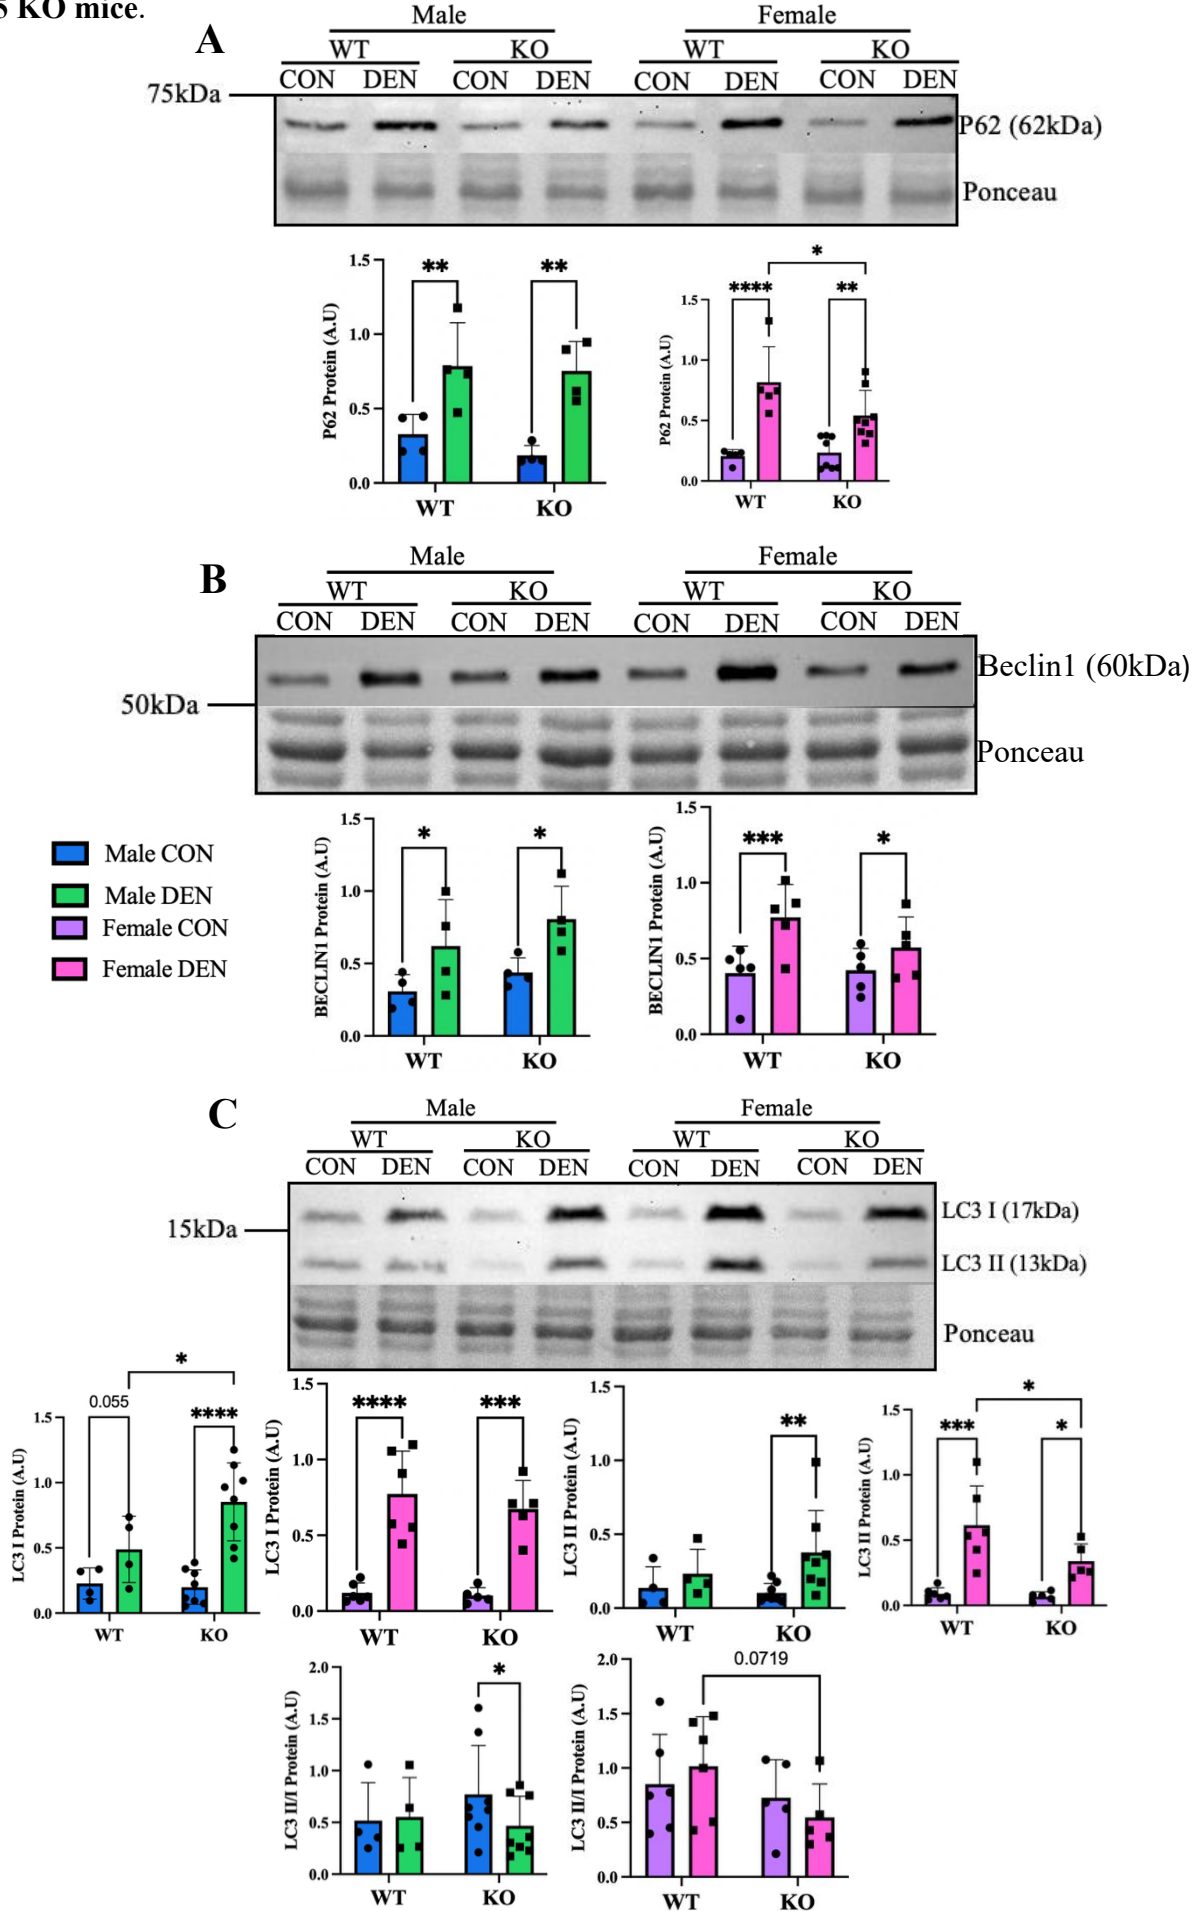 5 KO mice.
A
Male Female
WT KO WT KO
CON DEN CON DEN CON DEN CON DEN
75kDa
P62 (62kDa)
Ponceau
P62 Protein (A.U)
1.5
1.0
0.5
0.0
** **
WT KO
P62 Protein (A.U)
1.5
1.0
0.5
0.0
*
**** **
WT KO
B
Male Female
WT KO WT KO
CON DEN CON DEN CON DEN CON DEN
Beclin1 (60kDa)
50kDa
Ponceau
Male CON
Male DEN
Female CON
Female DEN
BECLIN1 Protein (A.U)
1.5
1.0
0.5
0.0
* *
WT KO
BECLIN1 Protein (A.U)
1.5
1.0
0.5
0.0
*** *
WT KO
C
Male Female
WT KO WT KO
CON DEN CON DEN CON DEN CON DEN
LC3 I (17kDa)
15kDa
LC3 II (13kDa)
Ponceau
LC3 I Protein (A.U)
1.5
1.0
0.5
0.0
*
0.055 ****
WT KO
LC3 I Protein (A.U)
1.5
1.0
0.5
0.0
**** ***
WT KO
LC3 II Protein (A.U)
1.5
1.0
0.5
0.0
**
WT KO
LC3 II Protein (A.U)
1.5
1.0
0.5
0.0
*
*** *
WT KO
LC3 II/I Protein (A.U)
2.0
1.5
1.0
0.5
0.0
*
WT KO
LC3 II/I Protein (A.U)
2.0
1.5
1.0
0.5
0.0
0.0719
WT KO